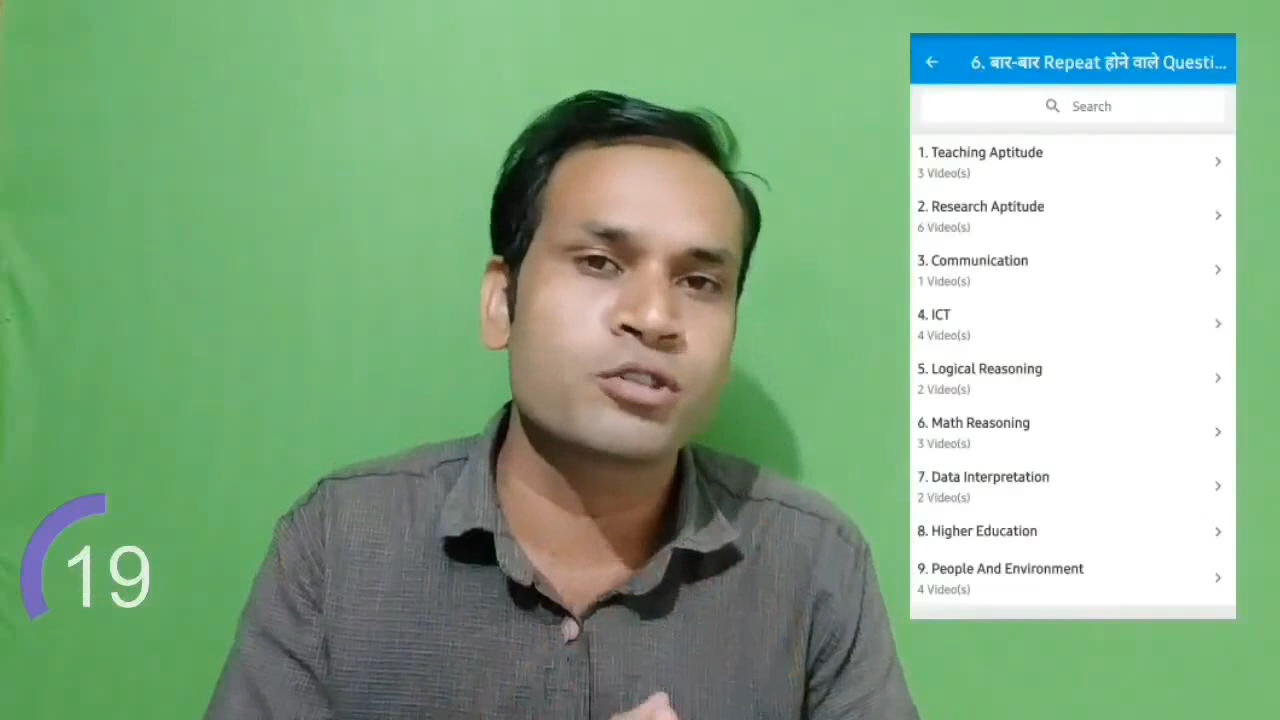 6. बार-बार Repeat होने वाले Questi...
Search
1. Teaching Aptitude
3 Video(s)
2. Research Aptitude
6 Video(s)
3. Communication
1 Video(s)
4. ICT
4 Video(s)
5. Logical Reasoning
2 Video(s)
6. Math Reasoning
3 Video(s)
7. Data Interpretation
2 Video(s)
8. Higher Education
9. People And Environment
4 Video(s)
19